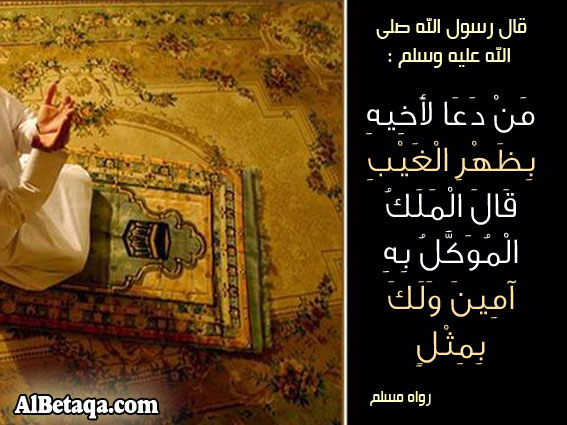 قال رسول الله صلى
الله عليه وسلم :
مَنْ دَعَا لأَخِيهِ
بِظَهْرِ الْغَيْبِ
قَالَ الْمَلَكُ
الْمُوَكَّلُ بِهِ
آمِينَ وَلَكَ
بِمِثْلٍ
رواه مسلم
AlBetaqa.com